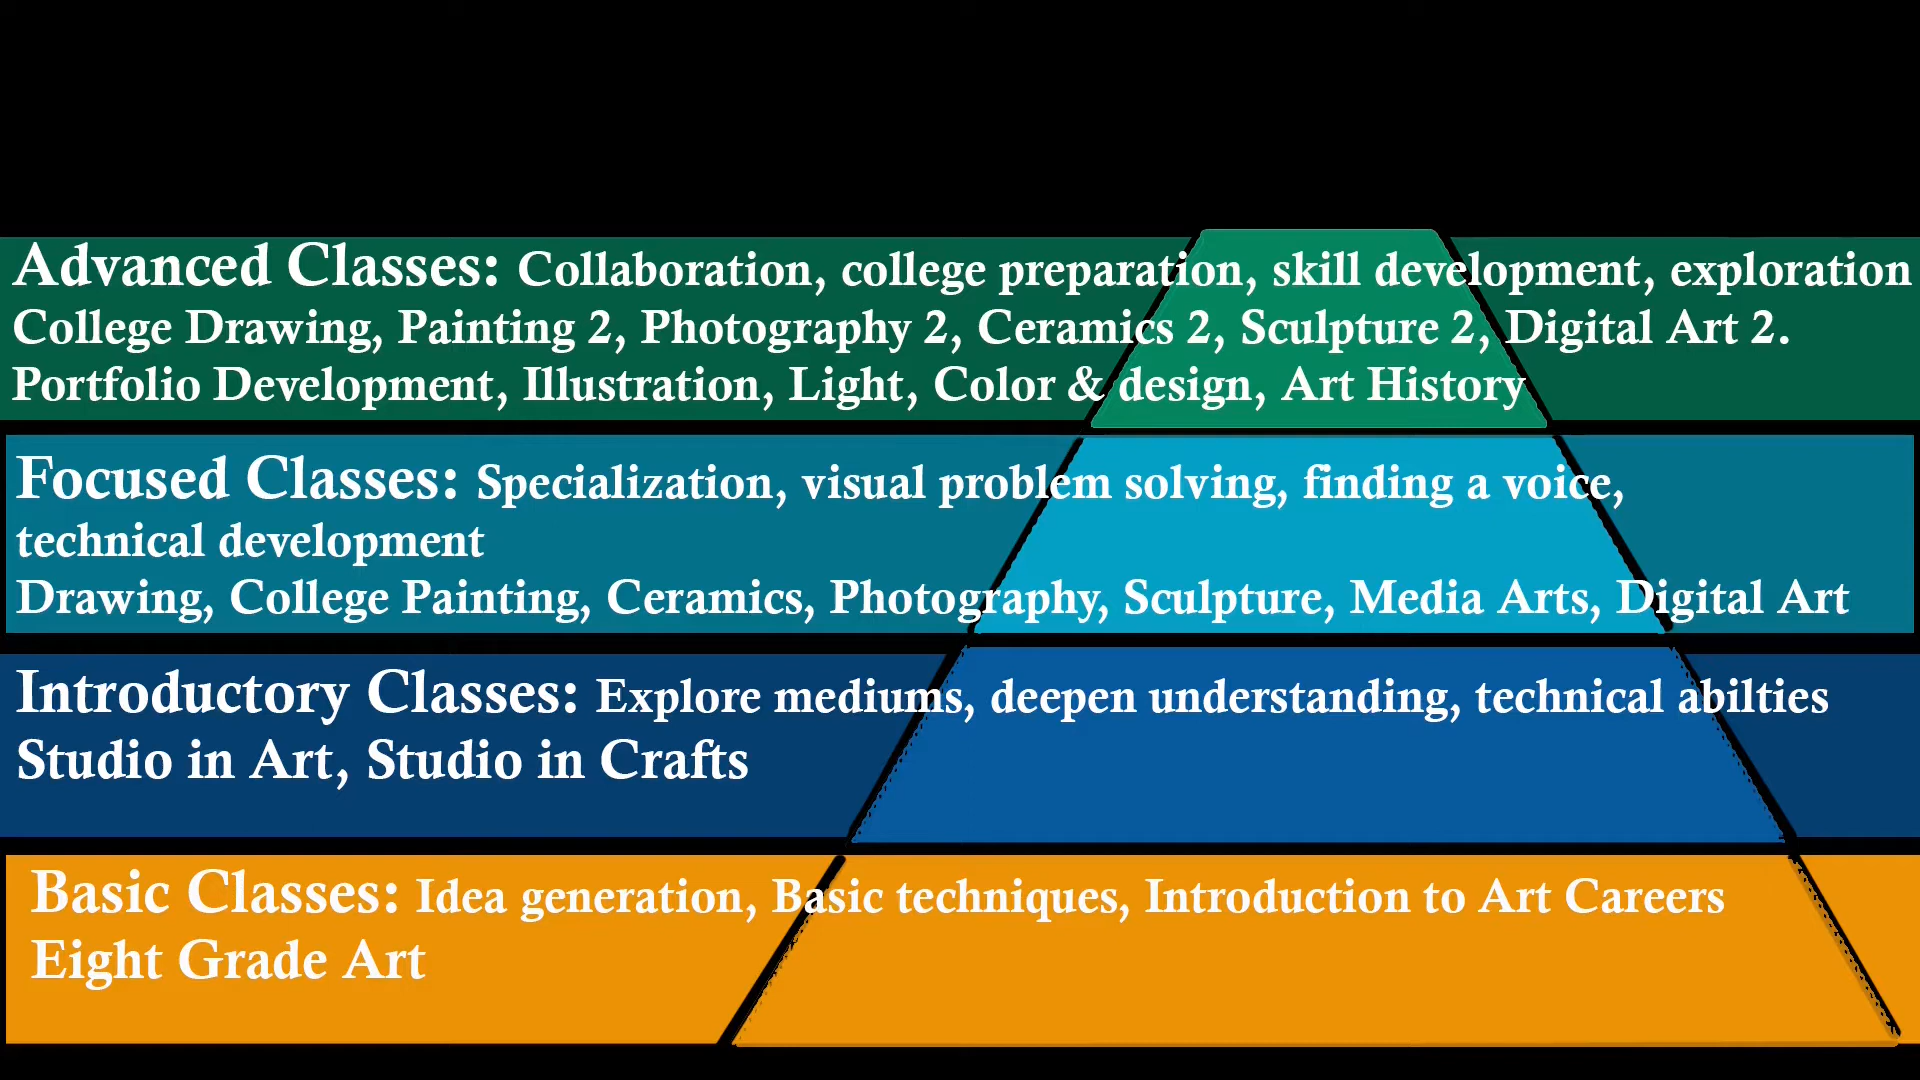 Advanced Classes: Collaboration, college preparation, skill development, exploration
College Drawing, Painting 2, Photography 2, Ceramics 2, Sculpture 2, Digital Art 2.
Portfolio Development, Illustration, Light, Color & design, Art History
Focused Classes: Specialization, visual problem solving, finding a voice,
technical development
Drawing, College Painting, Ceramics, Photography, Sculpture, Media Arts, Digital Art
Introductory Classes: Explore mediums, deepen understanding, technical abilties
Studio in Art, Studio in Crafts
Basic Classes: Idea generation, Basic techniques, Introduction to Art Careers
Eight Grade Art